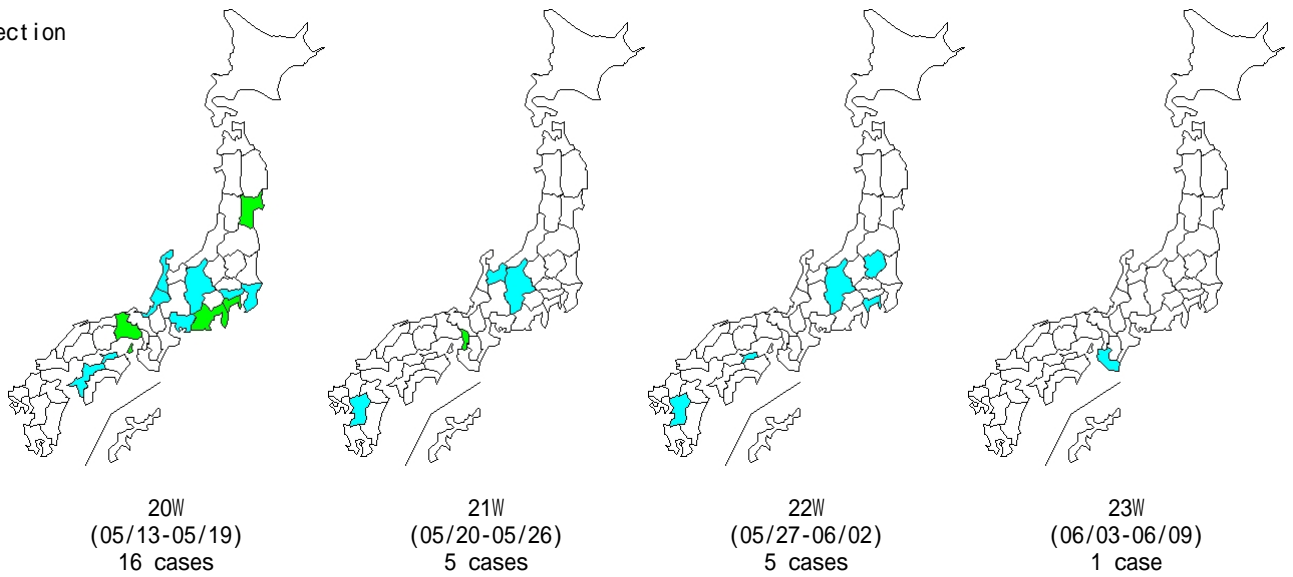 ection
20W
(05/13-05/19)
16 cases
21W
(05/20-05/26)
5 cases
22W
(05/27-06/02)
5 cases
23W
(06/03-06/09)
1 case